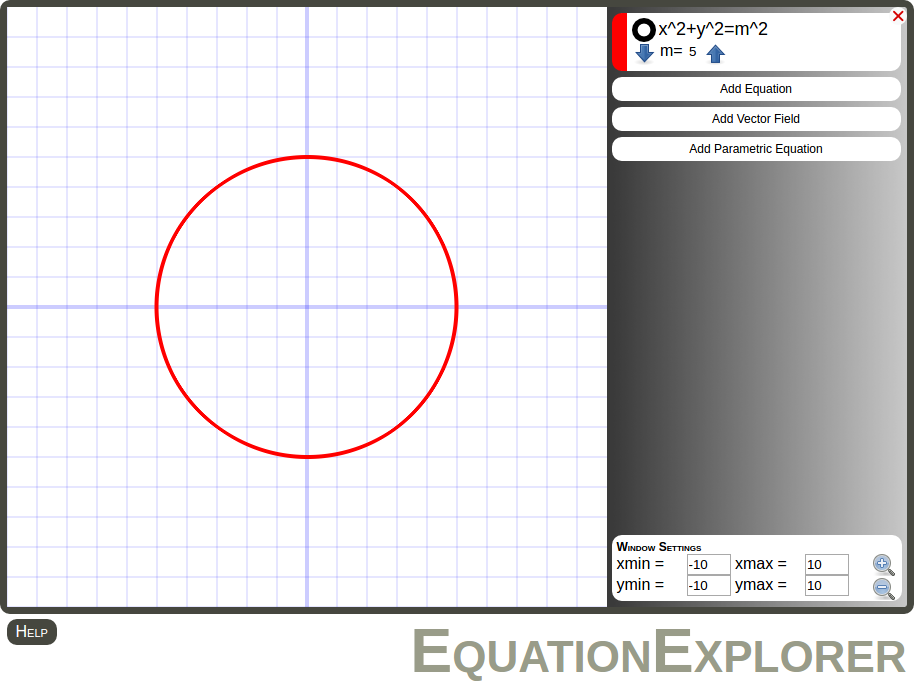 x^2+y^2=m^2
m= 5
Add Equation
Add Vector Field
Add Parametric Equation
Window Settings
xmin = -10 xmax = 10
ymin = -10 ymax = 10
Help
EquationExplorer